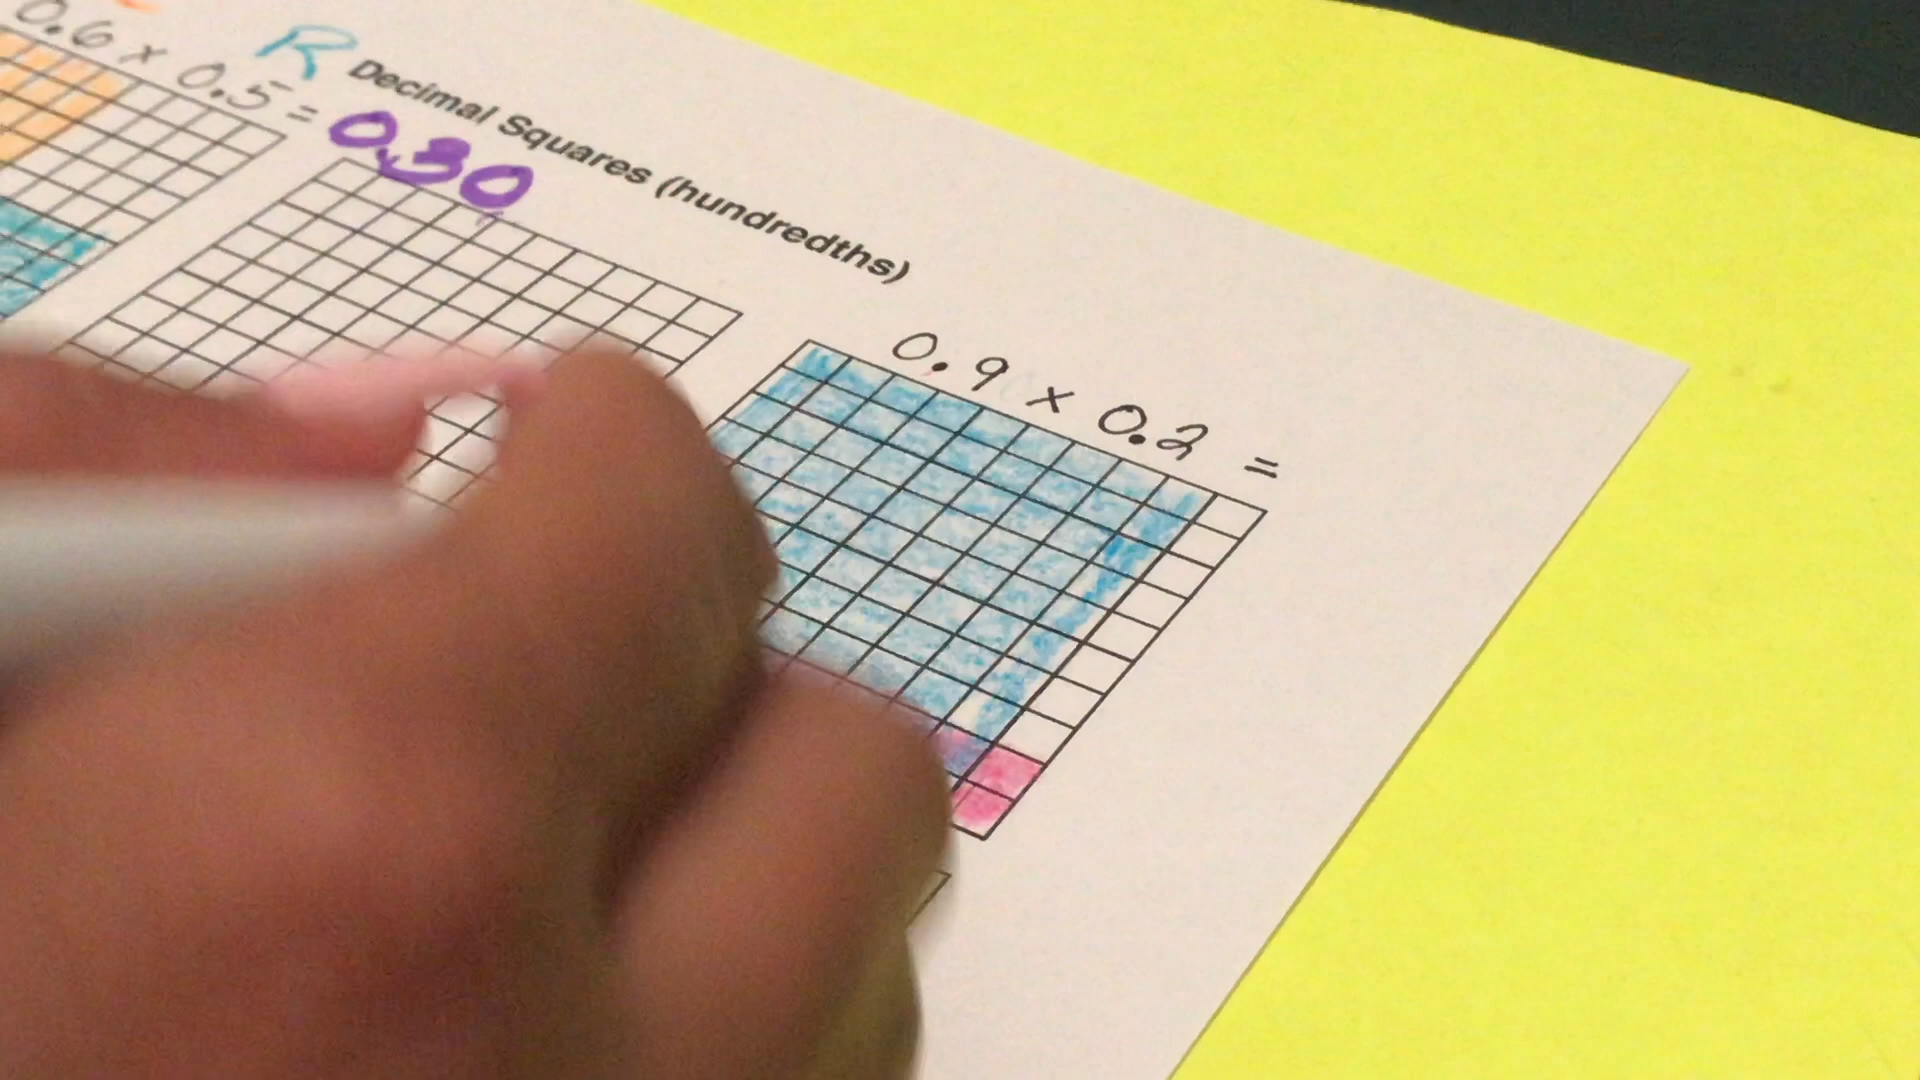 0.6 x 0.5 = 0.30
R Decimal Squares (hundredths)
0.9 x 0.2 =